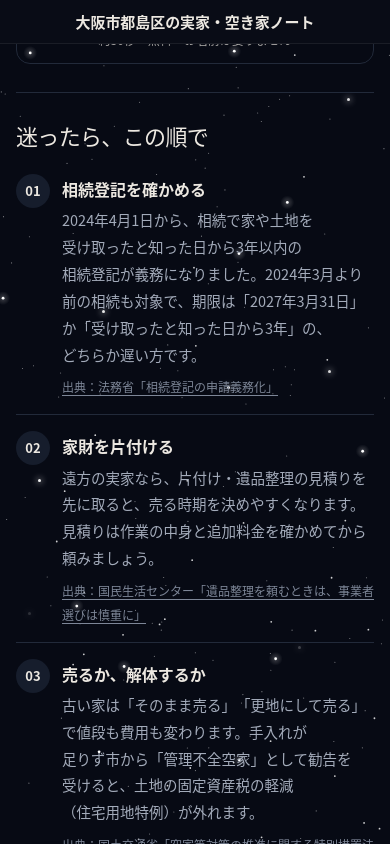 大阪市都島区の実家・空き家ノート
迷ったら、この順で
01 相続登記を確かめる
2024年4月1日から、相続で家や土地を
受け取ったと知った日から3年以内の
相続登記が義務になりました。2024年3月より
前の相続も対象で、期限は「2027年3月31日」
か「受け取ったと知った日から3年」の、
どちらか遅い方です。
出典：法務省「相続登記の申請義務化」
02 家財を片付ける
遠方の実家なら、片付け・遺品整理の見積りを
先に取ると、売る時期を決めやすくなります。
見積りは作業の中身と追加料金を確かめてから
頼みましょう。
出典：国民生活センター「遺品整理を頼むときは、事業者
選びは慎重に」
03 売るか、解体するか
古い家は「そのまま売る」「更地にして売る」
で値段も費用も変わります。手入れが
足りず市から「管理不全空家」として勧告を
受けると、土地の固定資産税の軽減
（住宅用地特例）が外れます。